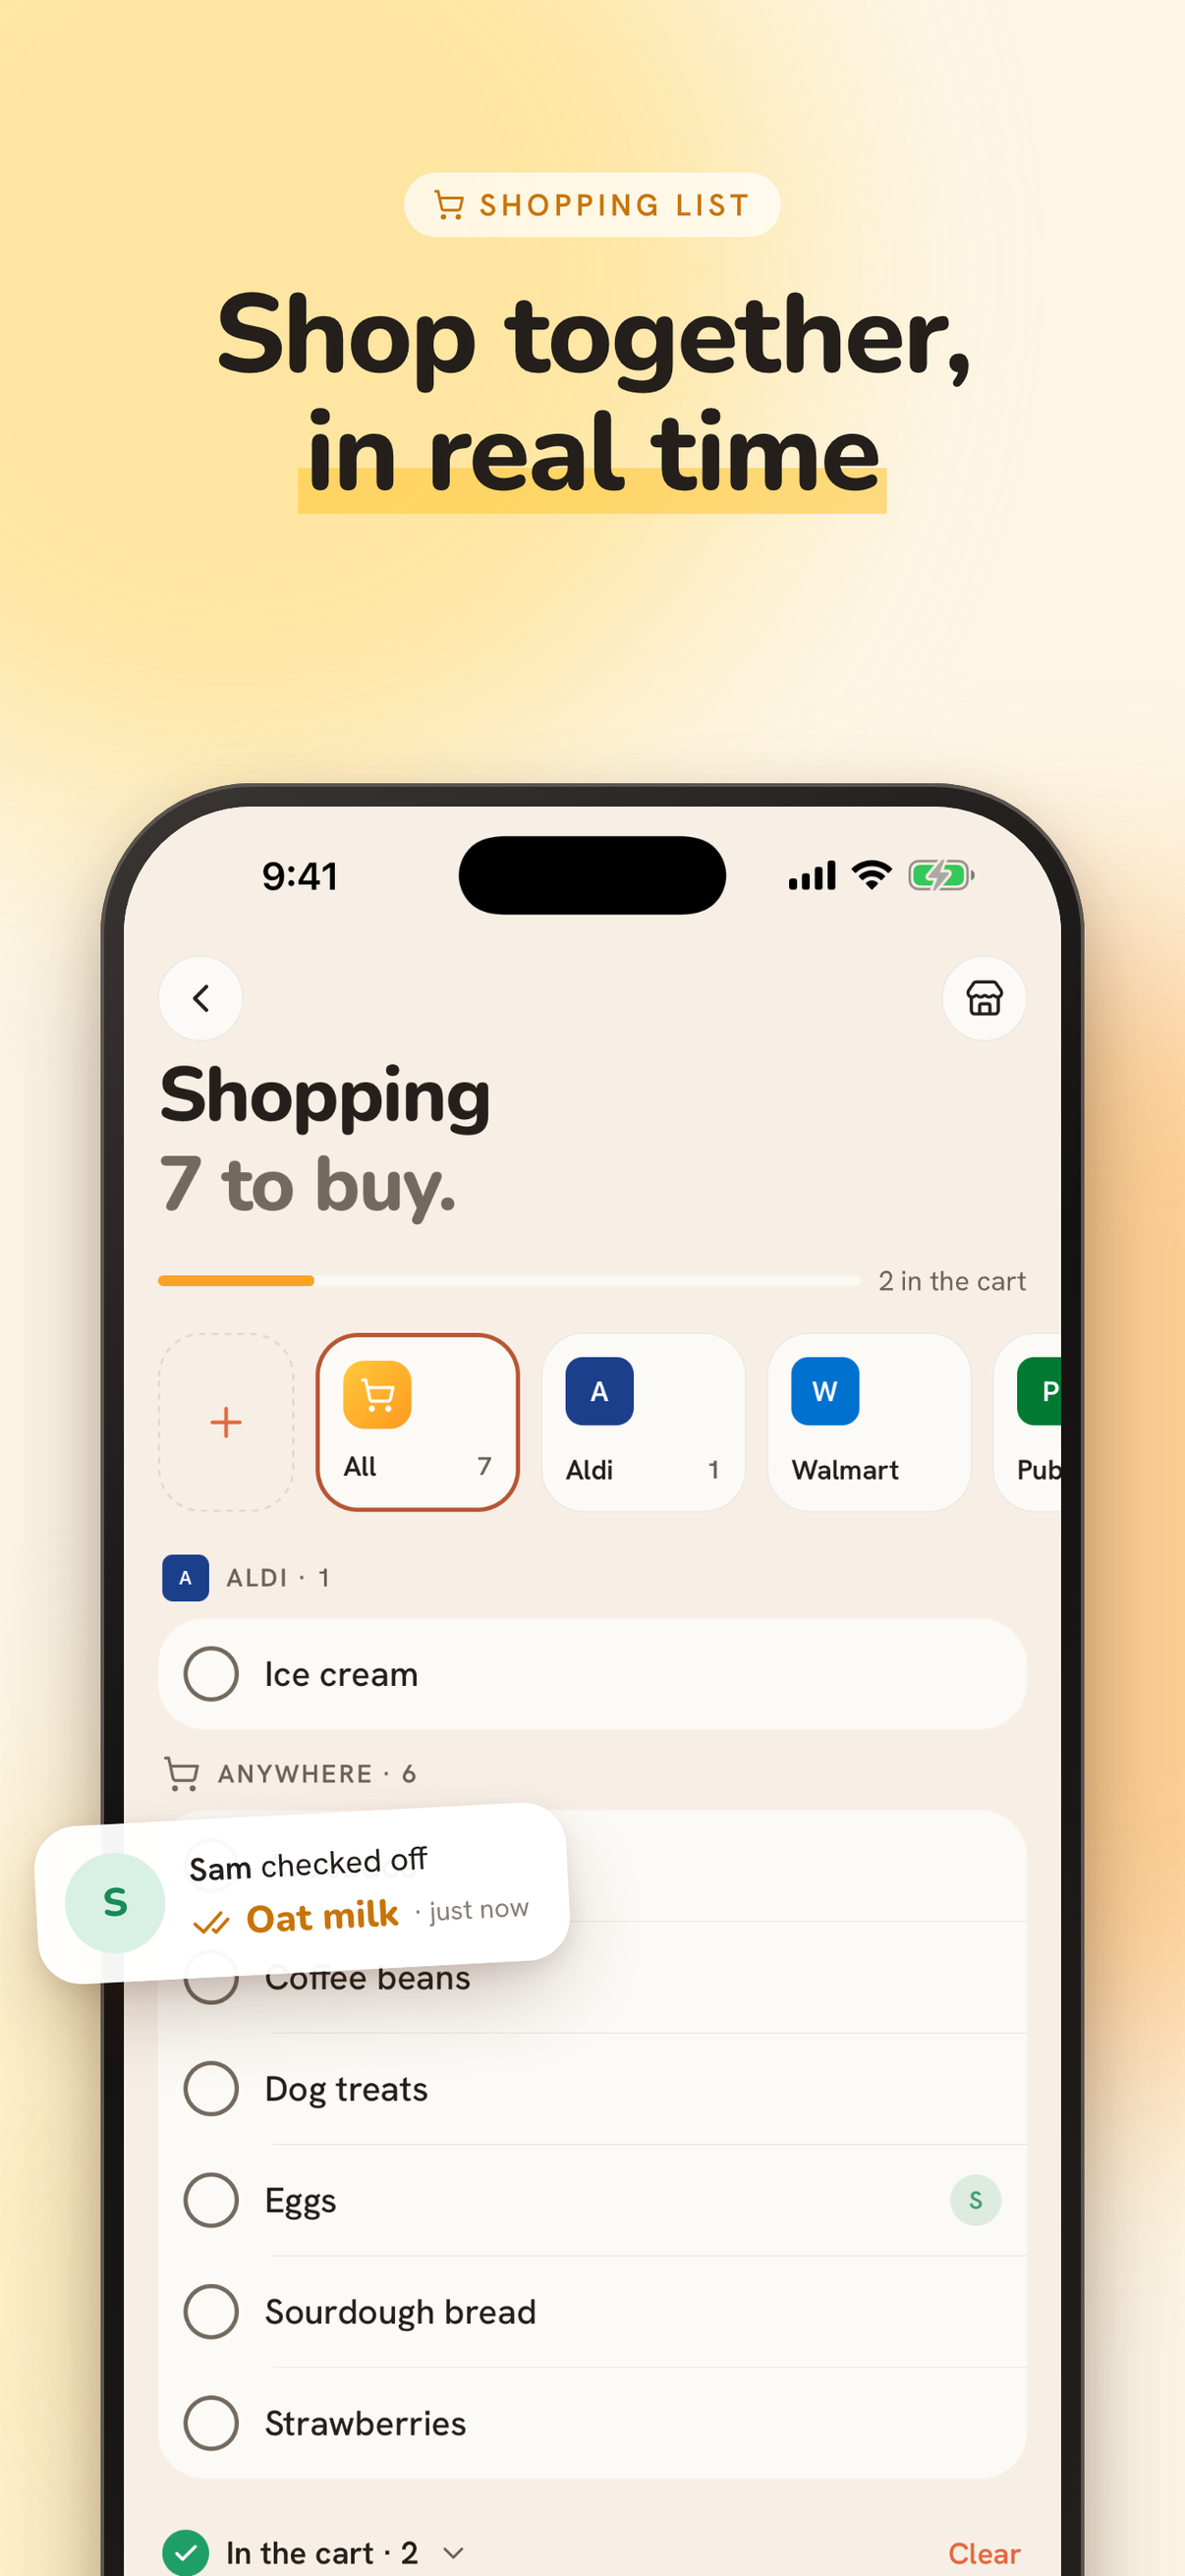 SHOPPING LIST
Shop together,
in real time
9:41
Shopping
7 to buy.
2 in the cart
A
W
P
All 7
Aldi 1
Walmart
Pub
A ALDI · 1
Ice cream
ANYWHERE · 6
S
Sam checked off
Oat milk · just now
Coffee beans
Dog treats
Eggs S
Sourdough bread
Strawberries
In the cart · 2
Clear